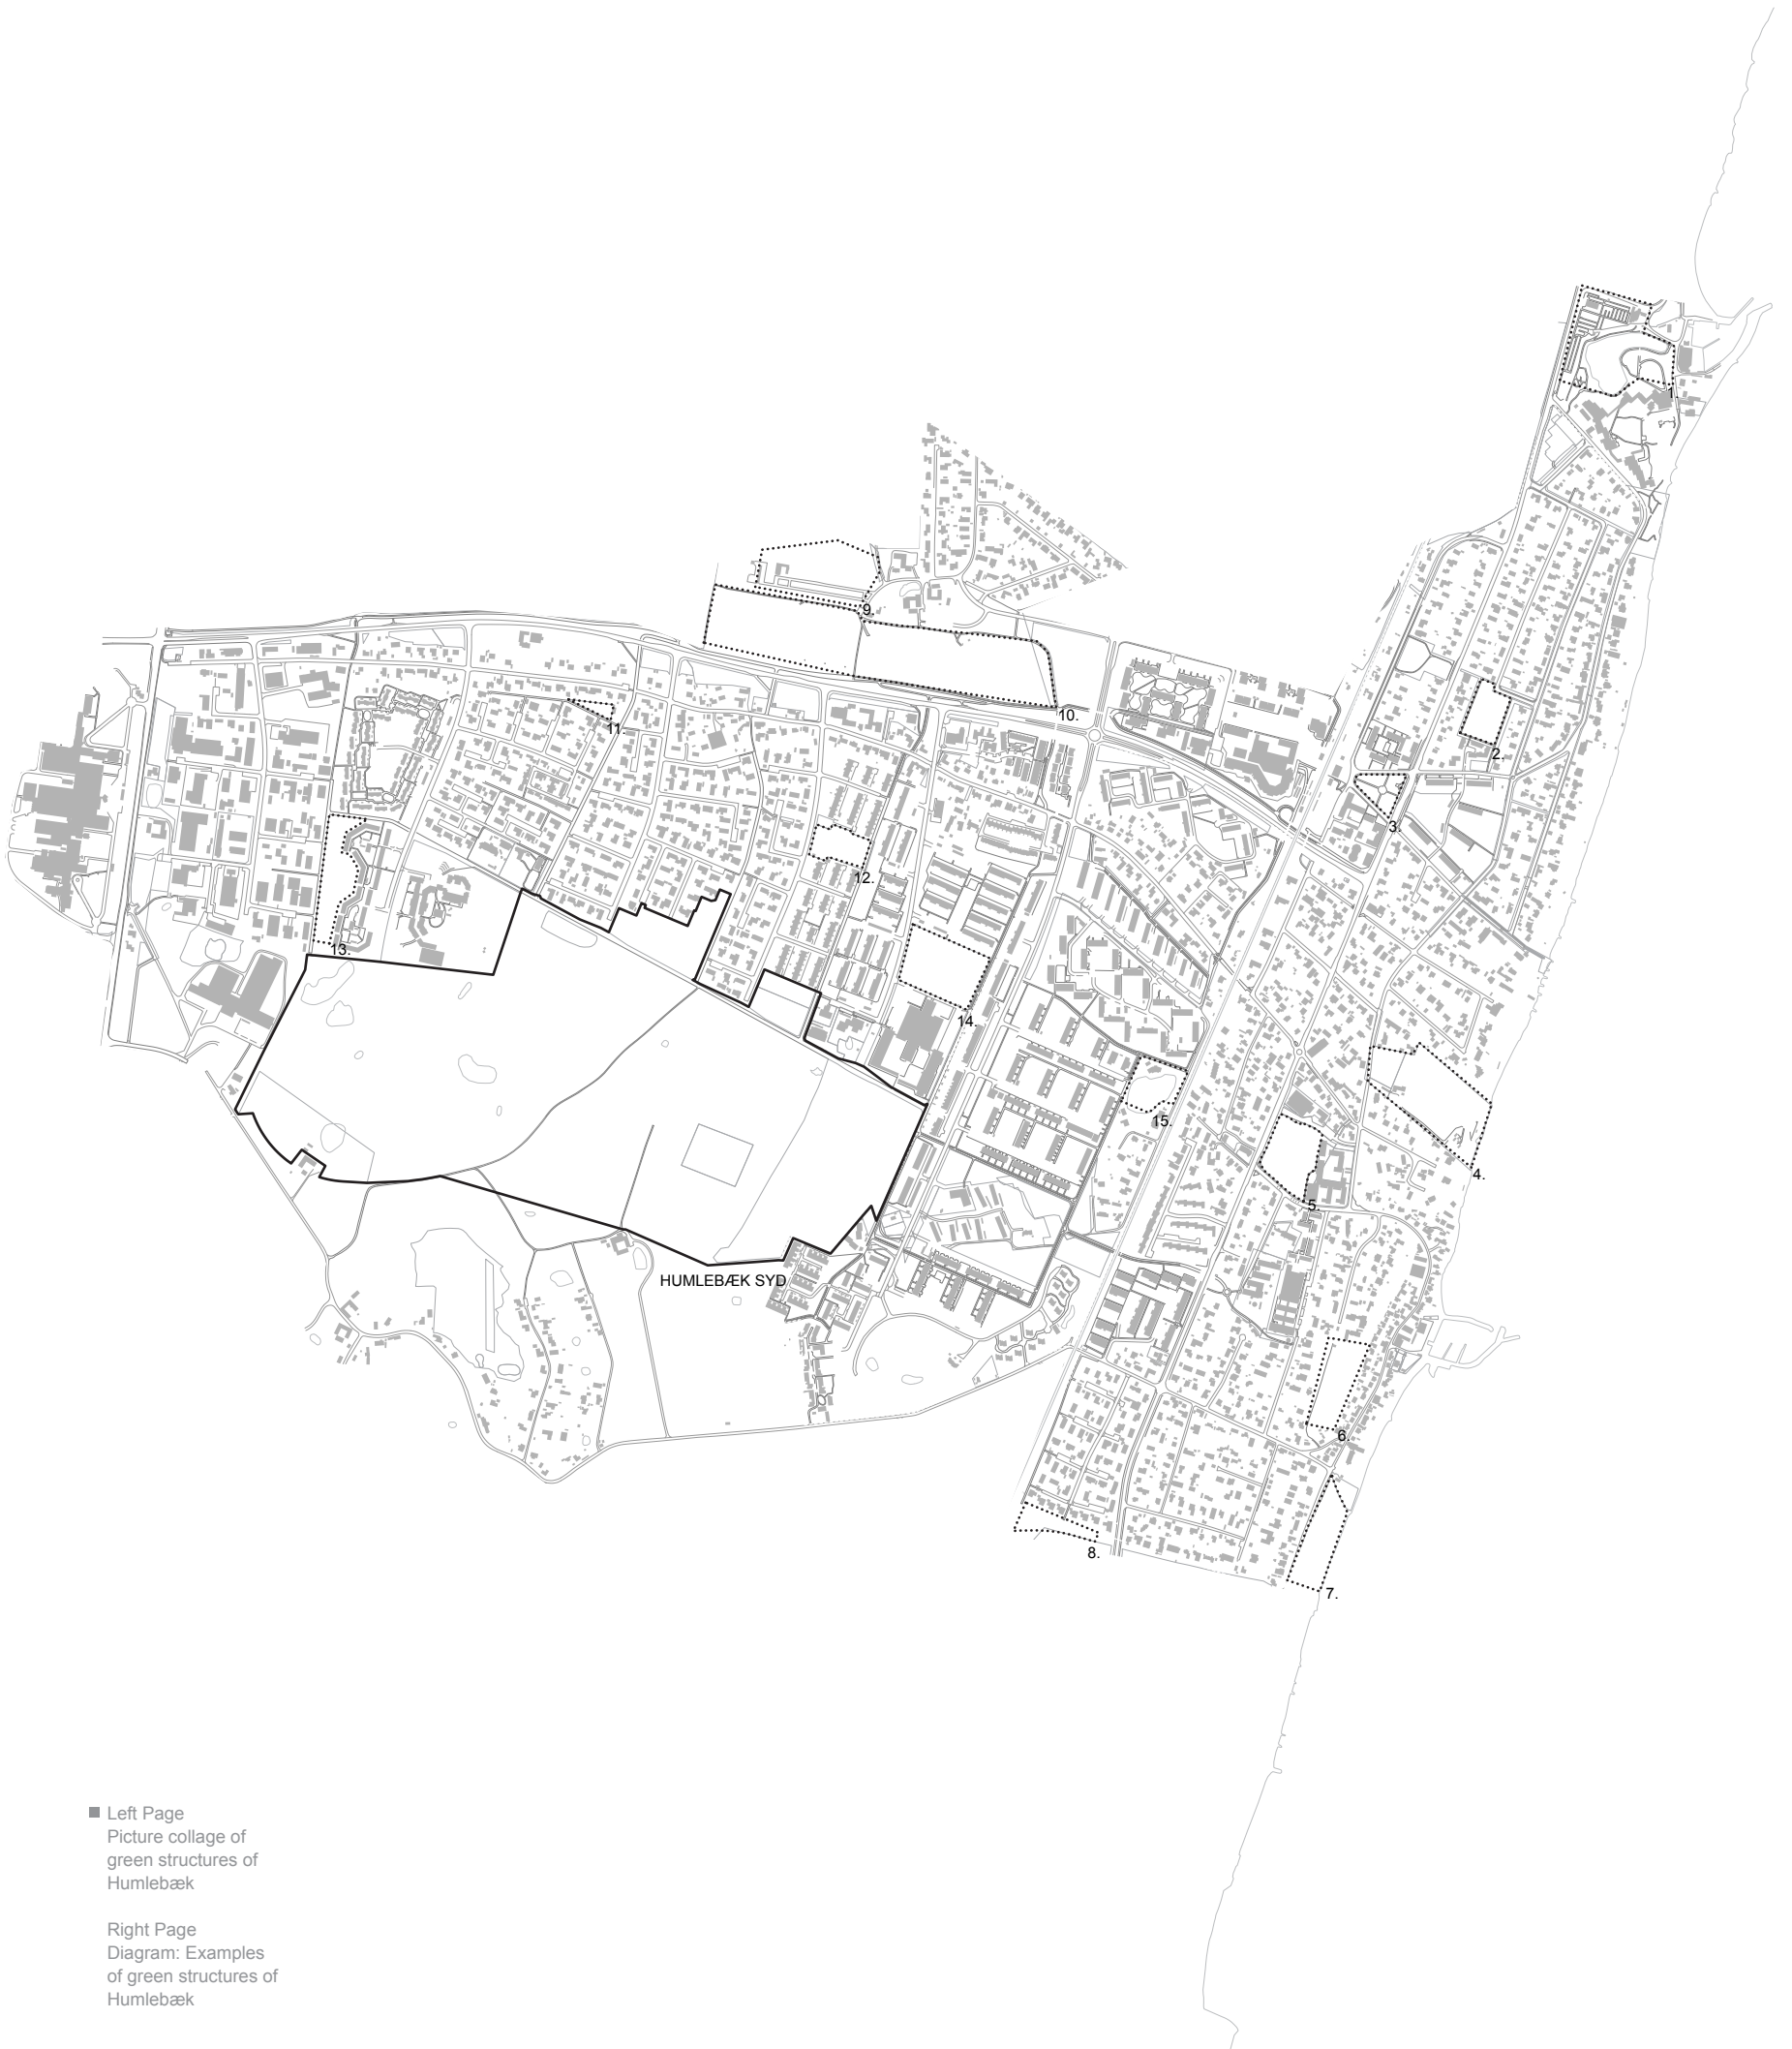 1.
9.
10.
11.
2.
3.
12.
13.
14.
15.
4.
5.
HUMLEBÆK SYD
6.
8.
7.
Left Page
Picture collage of
green structures of
Humlebæk
Right Page
Diagram: Examples
of green structures of
Humlebæk